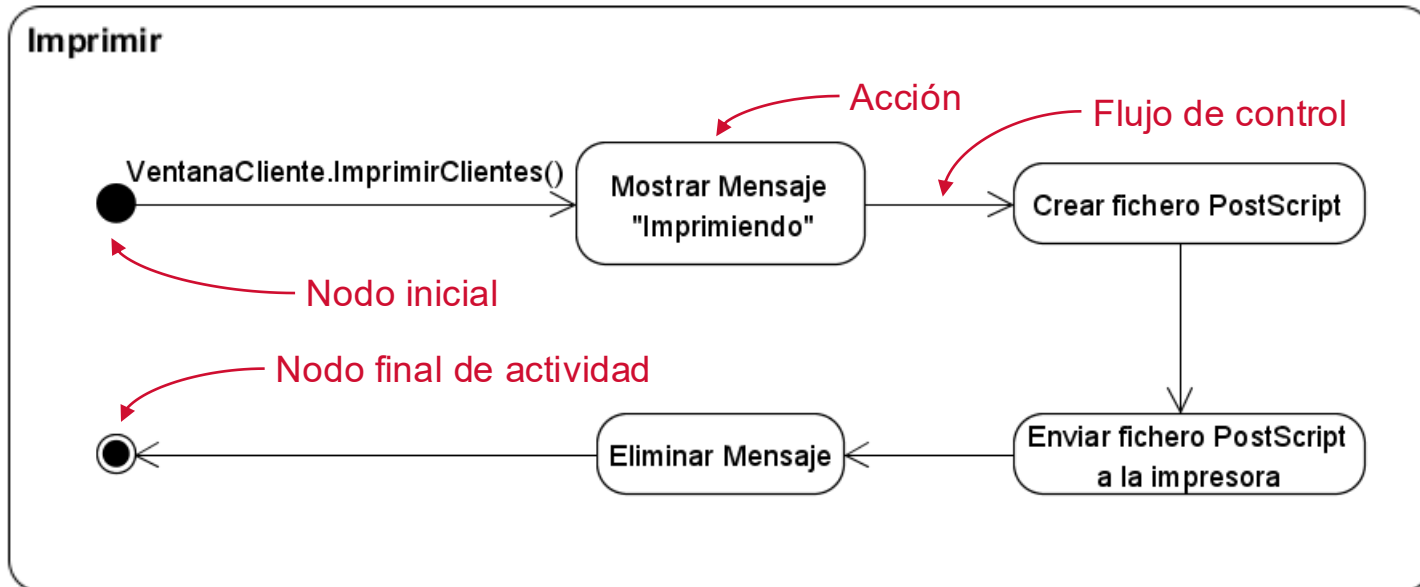 Imprimir
Acción
Flujo de control
VentanaCliente.ImprimirClientes()
Mostrar Mensaje
"Imprimiendo"
Crear fichero PostScript
Nodo inicial
Nodo final de actividad
Eliminar Mensaje
Enviar fichero PostScript
a la impresora